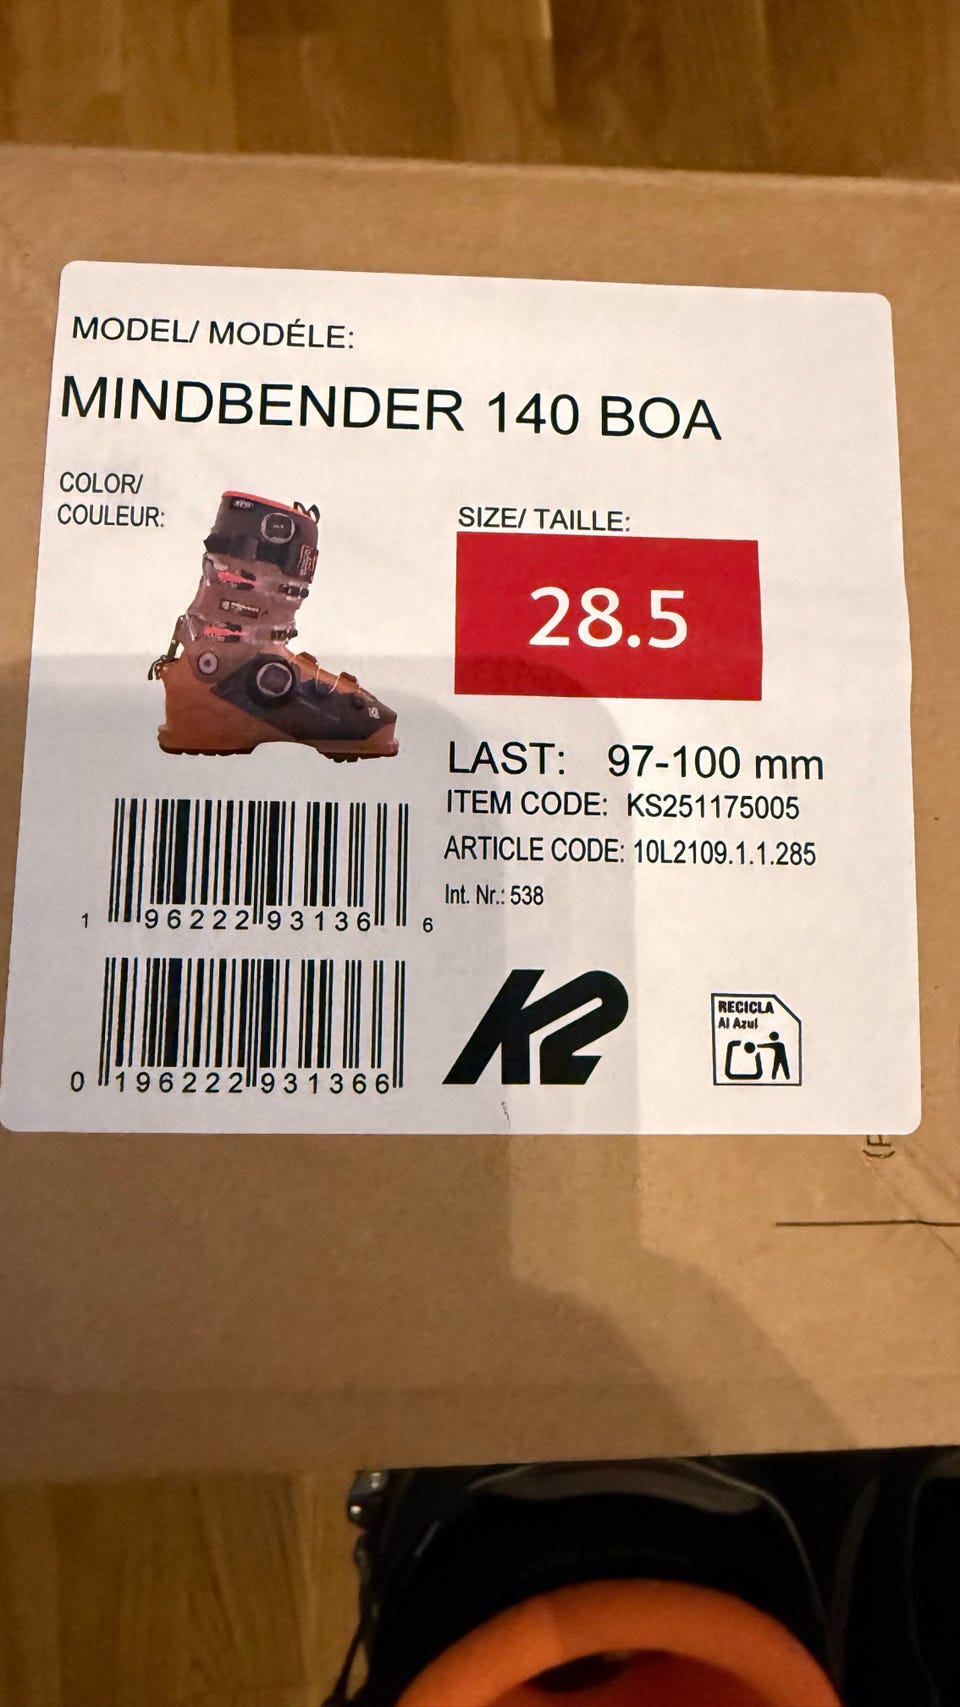 MODEL/ MODÉLE:
MINDBENDER 140 BOA
COLOR/
COULEUR:
SIZE/ TAILLE:
28.5
LAST: 97-100 mm
ITEM CODE: KS251175005
ARTICLE CODE: 10L2109.1.1.285
Int. Nr.: 538
1 96222 93136 6
0 196222 931366
K2
RECICLA
Al Azul